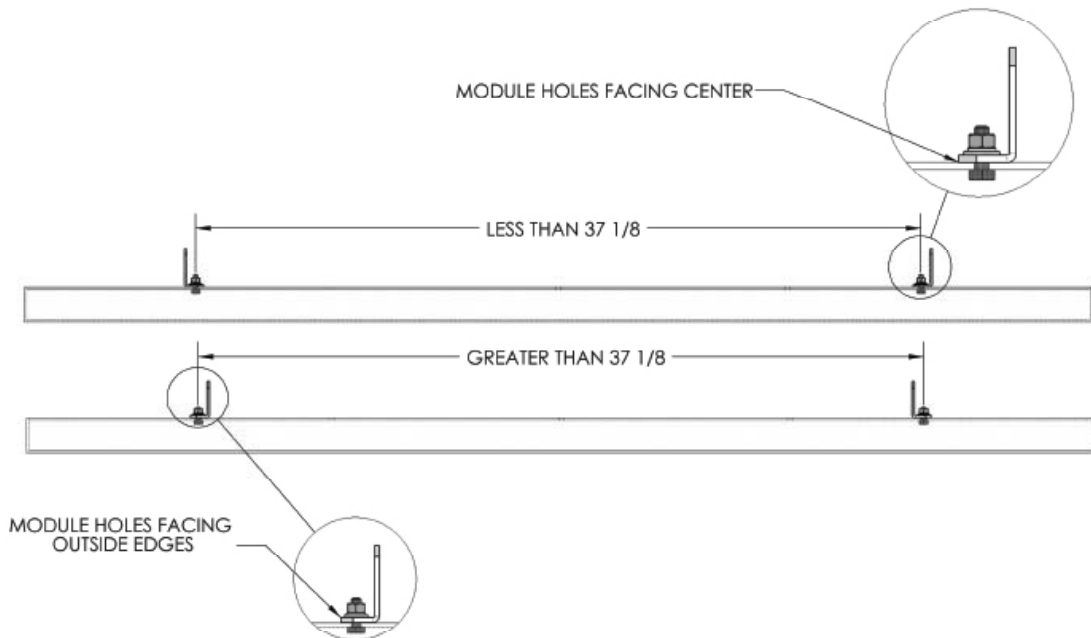 MODULE HOLES FACING CENTER
LESS THAN 37 1/8
GREATER THAN 37 1/8
MODULE HOLES FACING
OUTSIDE EDGES